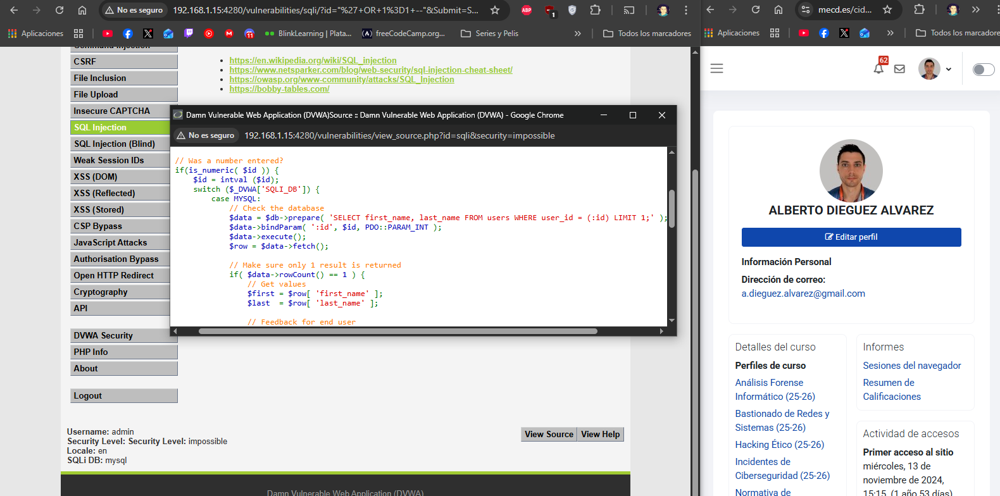 No es seguro
192.168.1.15:4280/vulnerabilities/sqli/?id="%27+OR+1%3D1+--"&Submit=S...
ABP
1
Aplicaciones
11
BlinkLearning | Plata...
freeCodeCamp.org...
Series y Pelis
Todos los marcadores
Command Injection
CSRF
File Inclusion
File Upload
Insecure CAPTCHA
SQL Injection
SQL Injection (Blind)
Weak Session IDs
XSS (DOM)
XSS (Reflected)
XSS (Stored)
CSP Bypass
JavaScript Attacks
Authorisation Bypass
Open HTTP Redirect
Cryptography
API
DVWA Security
PHP Info
About
Logout
https://en.wikipedia.org/wiki/SQL_injection
https://www.netsparker.com/blog/web-security/sql-injection-cheat-sheet/
https://owasp.org/www-community/attacks/SQL_Injection
https://bobby-tables.com/
Damn Vulnerable Web Application (DVWA)Source :: Damn Vulnerable Web Application (DVWA) - Google Chrome
No es seguro
192.168.1.15:4280/vulnerabilities/view_source.php?id=sqli&security=impossible
// Was a number entered?
if(is_numeric( $id )) {
$id = intval ($id);
switch ($_DVWA['SQLI_DB']) {
case MYSQL:
// Check the database
$data = $db->prepare( 'SELECT first_name, last_name FROM users WHERE user_id = (:id) LIMIT 1;' );
$data->bindParam( ':id', $id, PDO::PARAM_INT );
$data->execute();
$row = $data->fetch();
// Make sure only 1 result is returned
if( $data->rowCount() == 1 ) {
// Get values
$first = $row[ 'first_name' ];
$last  = $row[ 'last_name' ];
// Feedback for end user
Username: admin
Security Level: Security Level: impossible
Locale: en
SQLi DB: mysql
View Source
View Help
Damn Vulnerable Web Application (DVWA)
mecd.es/cid...
Aplicaciones
Todos los marcadore
62
ALBERTO DIEGUEZ ALVAREZ
Editar perfil
Información Personal
Dirección de correo:
a.dieguez.alvarez@gmail.com
Detalles del curso
Perfiles de curso
Análisis Forense
Informático (25-26)
Bastionado de Redes y
Sistemas (25-26)
Hacking Ético (25-26)
Incidentes de
Ciberseguridad (25-26)
Normativa de
Informes
Sesiones del navegador
Resumen de
Calificaciones
Actividad de accesos
Primer acceso al sitio
miércoles, 13 de
noviembre de 2024,
15:15 (1 año 53 días)